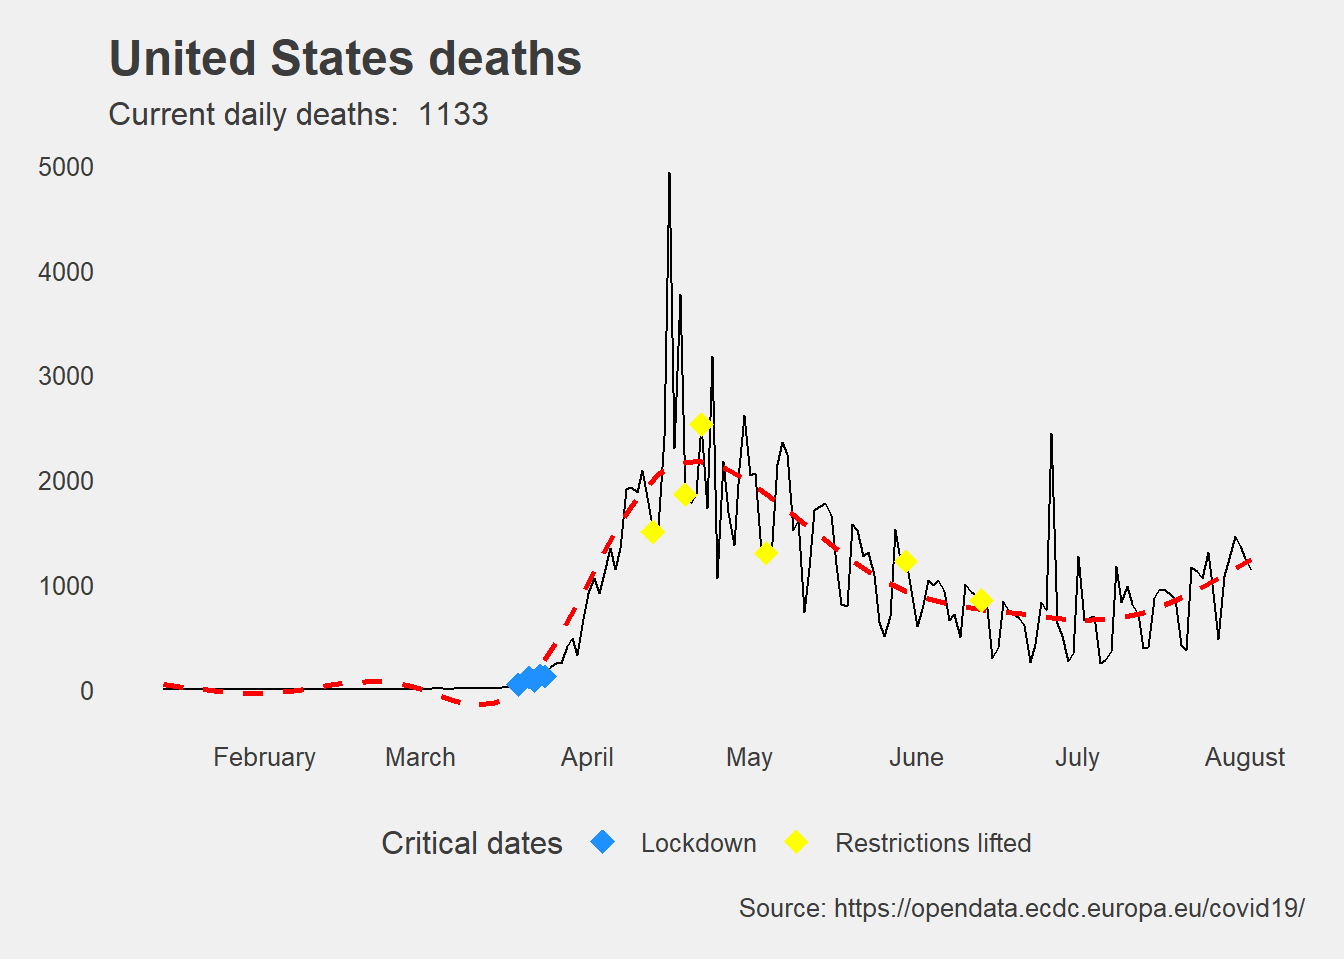 United States deaths
Current daily deaths:  1133
5000
4000
3000
2000
1000
0
February March April May June July August
Critical dates Lockdown Restrictions lifted
Source: https://opendata.ecdc.europa.eu/covid19/